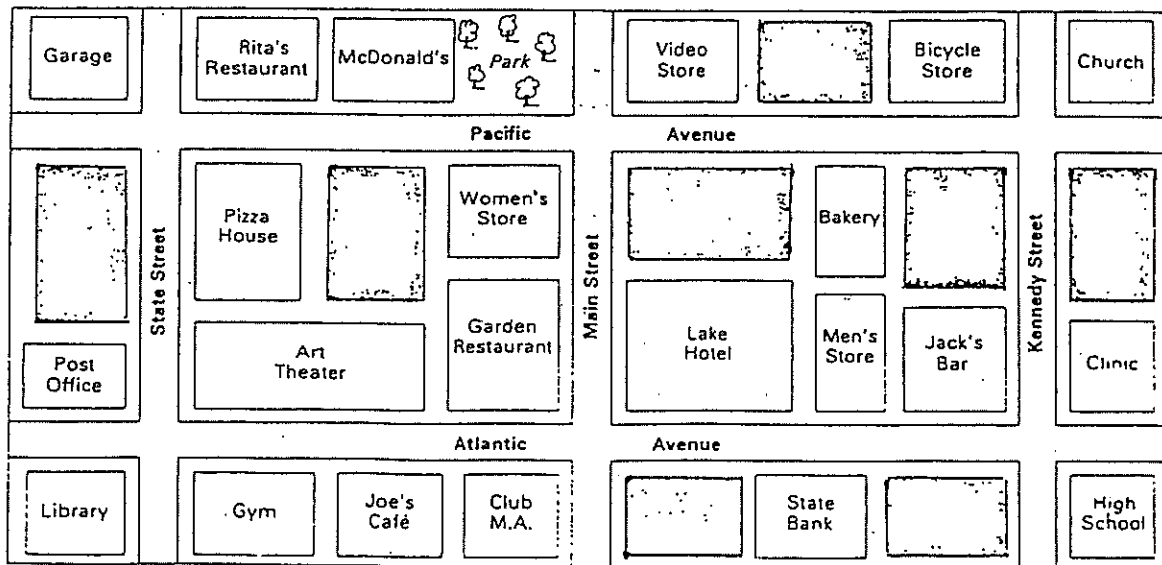 Garage
Rita's
Restaurant
McDonald's
Park
Video
Store
Bicycle
Store
Church
Pacific Avenue
State Street
Pizza
House
Women's
Store
Main Street
Bakery
Kennedy Street
Post
Office
Art
Theater
Garden
Restaurant
Lake
Hotel
Men's
Store
Jack's
Bar
Clinic
Atlantic Avenue
Library
Gym
Joe's
Café
Club
M.A.
State
Bank
High
School